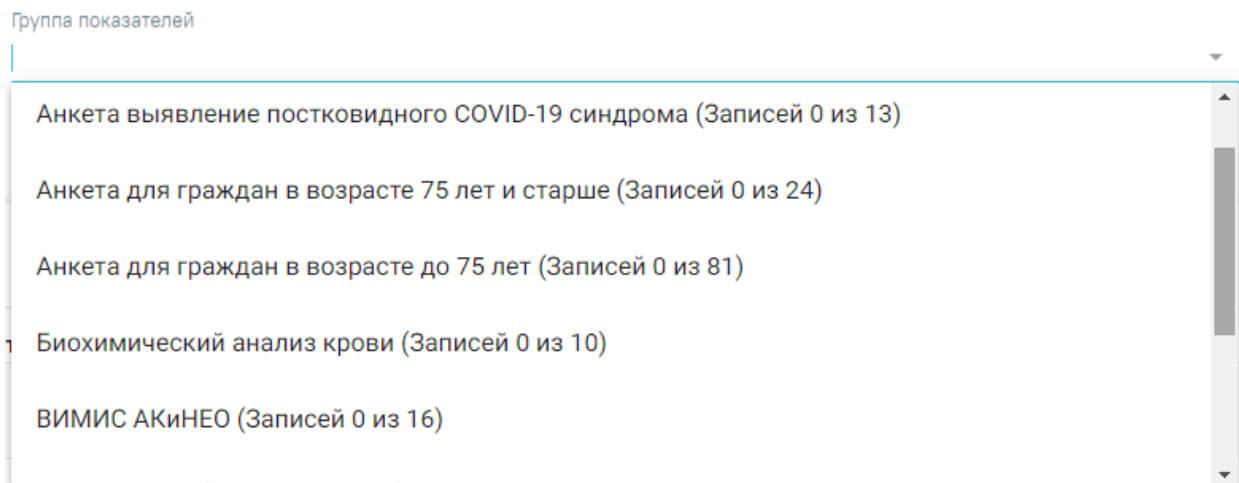 Группа показателей
Анкета выявление постковидного COVID-19 синдрома (Записей 0 из 13)
Анкета для граждан в возрасте 75 лет и старше (Записей 0 из 24)
Анкета для граждан в возрасте до 75 лет (Записей 0 из 81)
Биохимический анализ крови (Записей 0 из 10)
ВИМИС АКиНЕО (Записей 0 из 16)